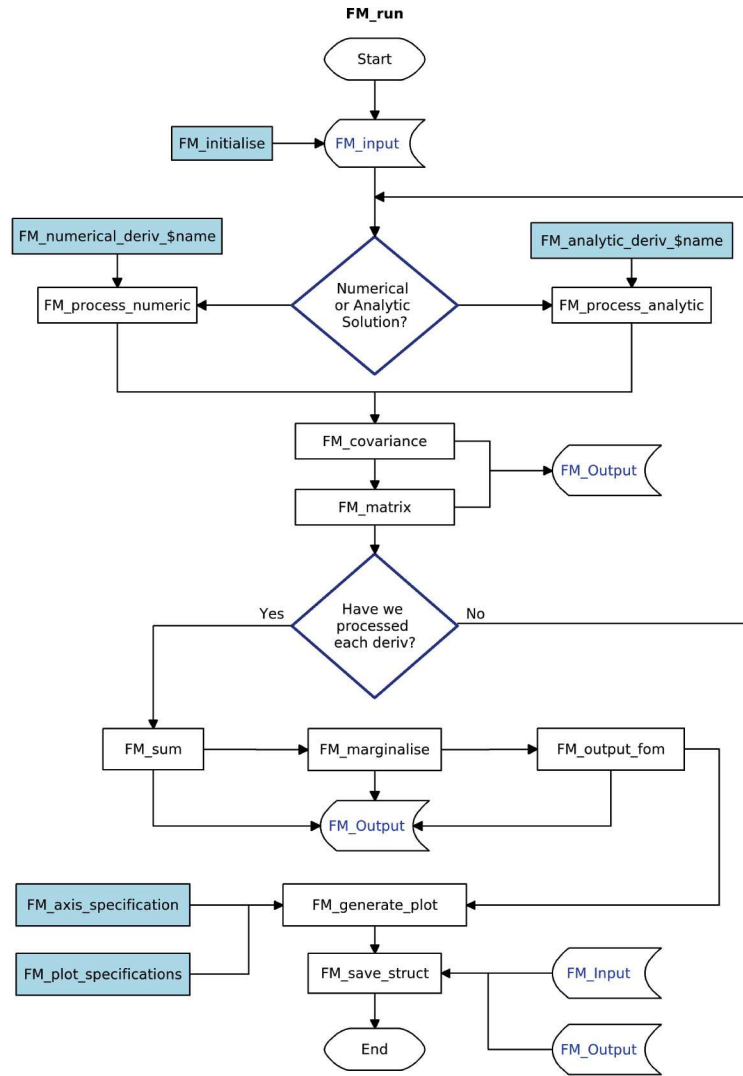 FM_run
Start
FM_initialise
FM_input
FM_numerical_deriv_$name
FM_analytic_deriv_$name
Numerical
or Analytic
Solution?
FM_process_numeric
FM_process_analytic
FM_covariance
FM_Output
FM_matrix
Yes
Have we
processed
each deriv?
No
FM_sum
FM_marginalise
FM_output_fom
FM_Output
FM_axis_specification
FM_generate_plot
FM_plot_specifications
FM_save_struct
FM_Input
End
FM_Output